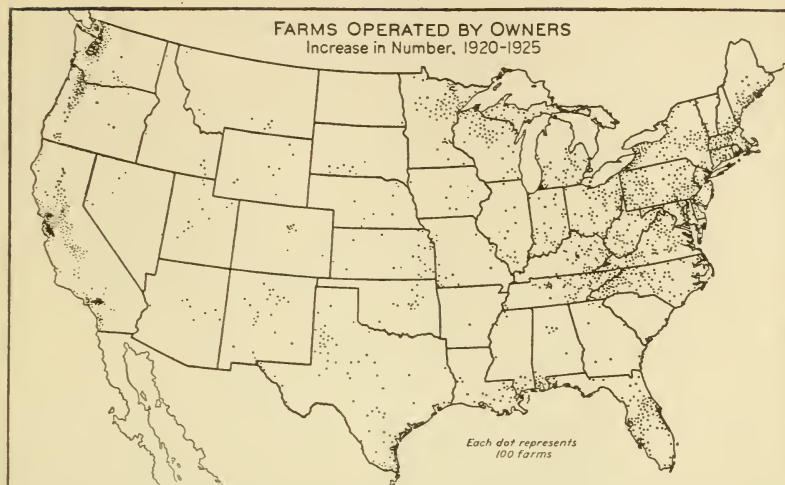 FARMS OPERATED BY OWNERS
Increase in Number, 1920-1925
Each dot represents
100 farms